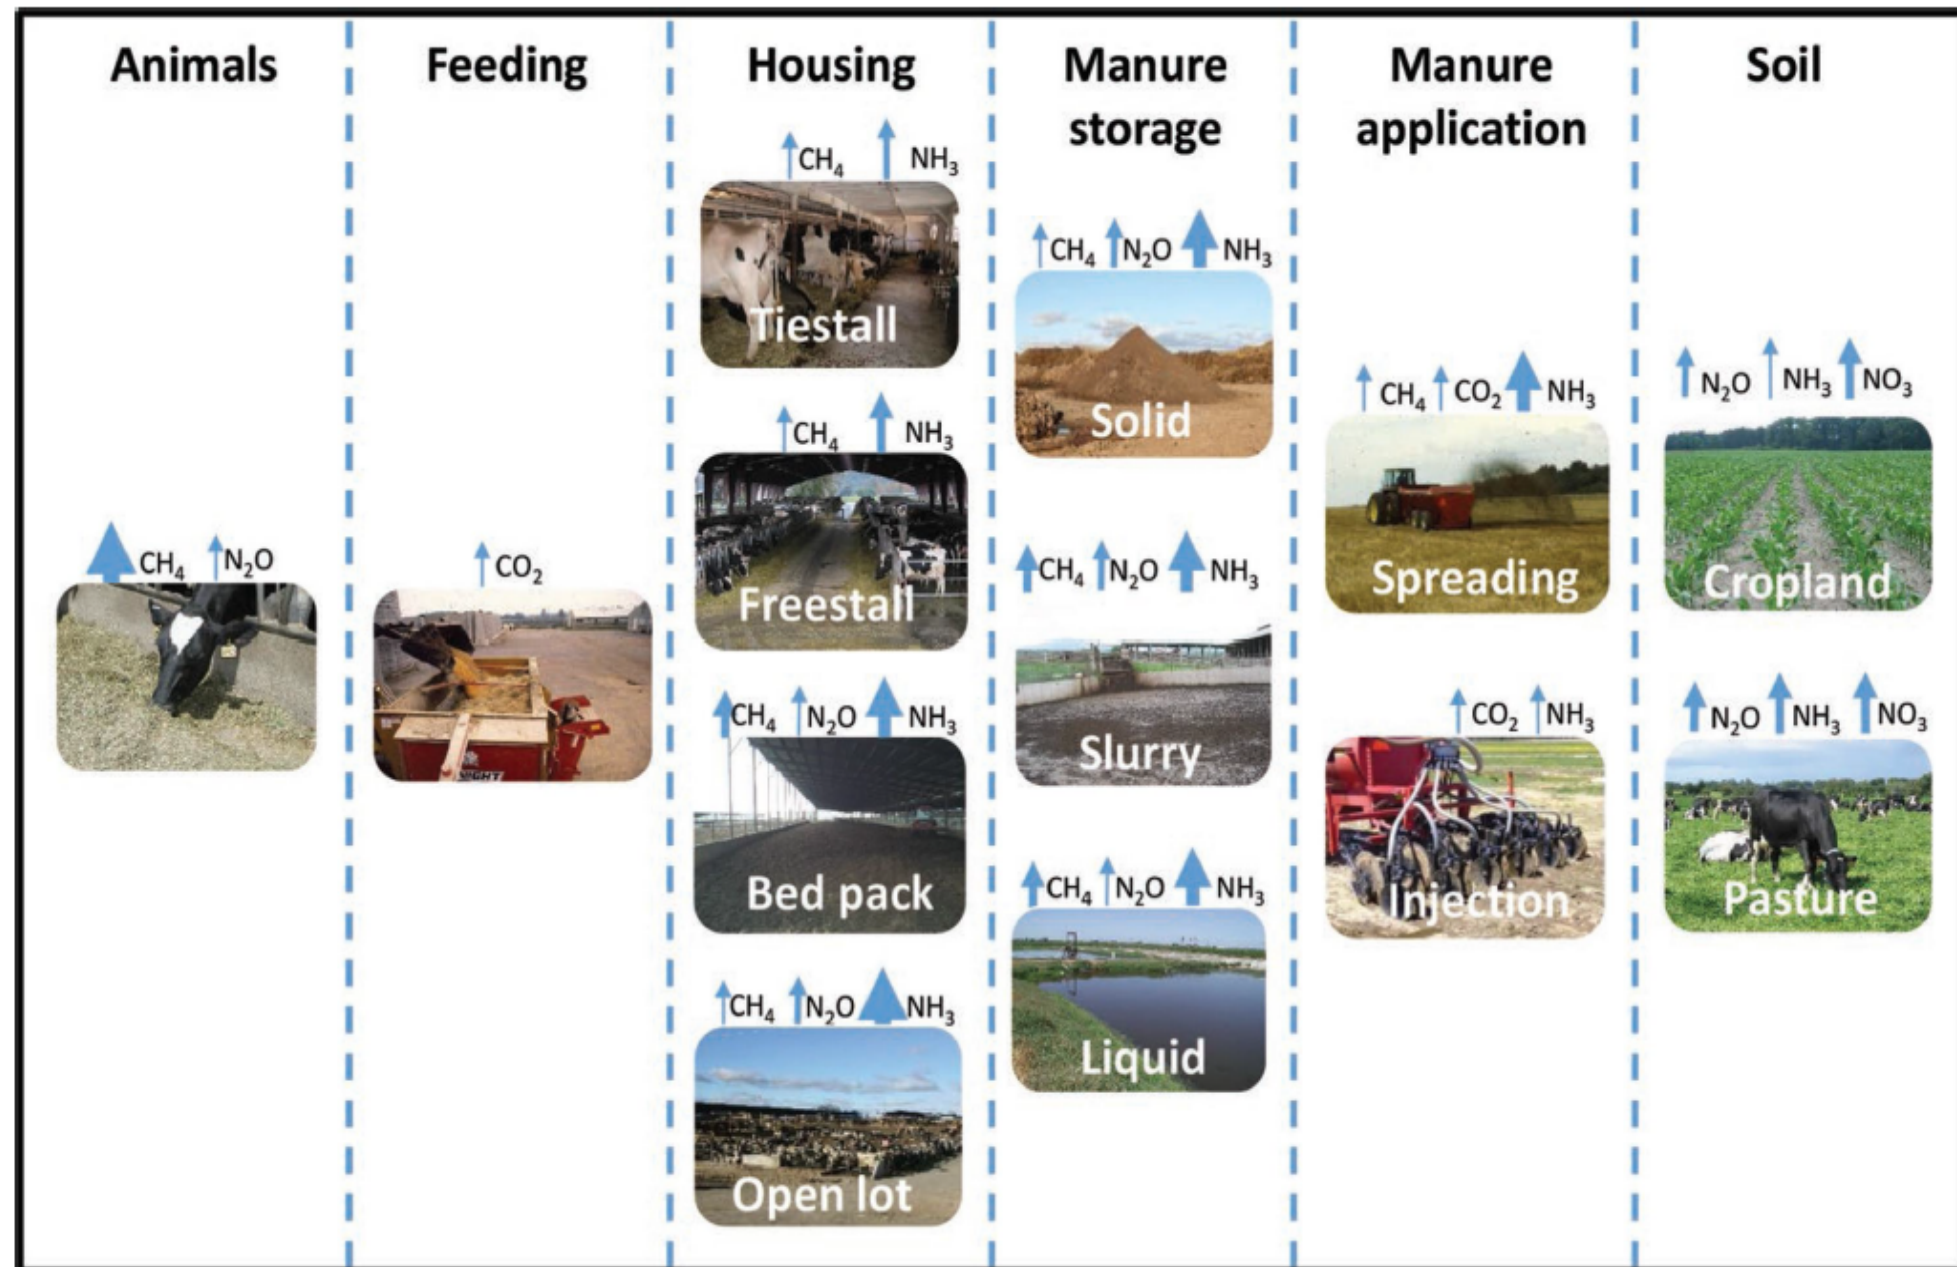 Animals
Feeding
Housing
Manure
storage
Manure
application
Soil
CH₄ N₂O
CO₂
CH₄ NH₃
Tiestall
CH₄ NH₃
Freestall
CH₄ N₂O NH₃
Bed pack
CH₄ N₂O NH₃
Open lot
CH₄ N₂O NH₃
Solid
CH₄ N₂O NH₃
Slurry
CH₄ N₂O NH₃
Liquid
CH₄ CO₂ NH₃
Spreading
CO₂ NH₃
Injection
N₂O NH₃ NO₃
Cropland
N₂O NH₃ NO₃
Pasture